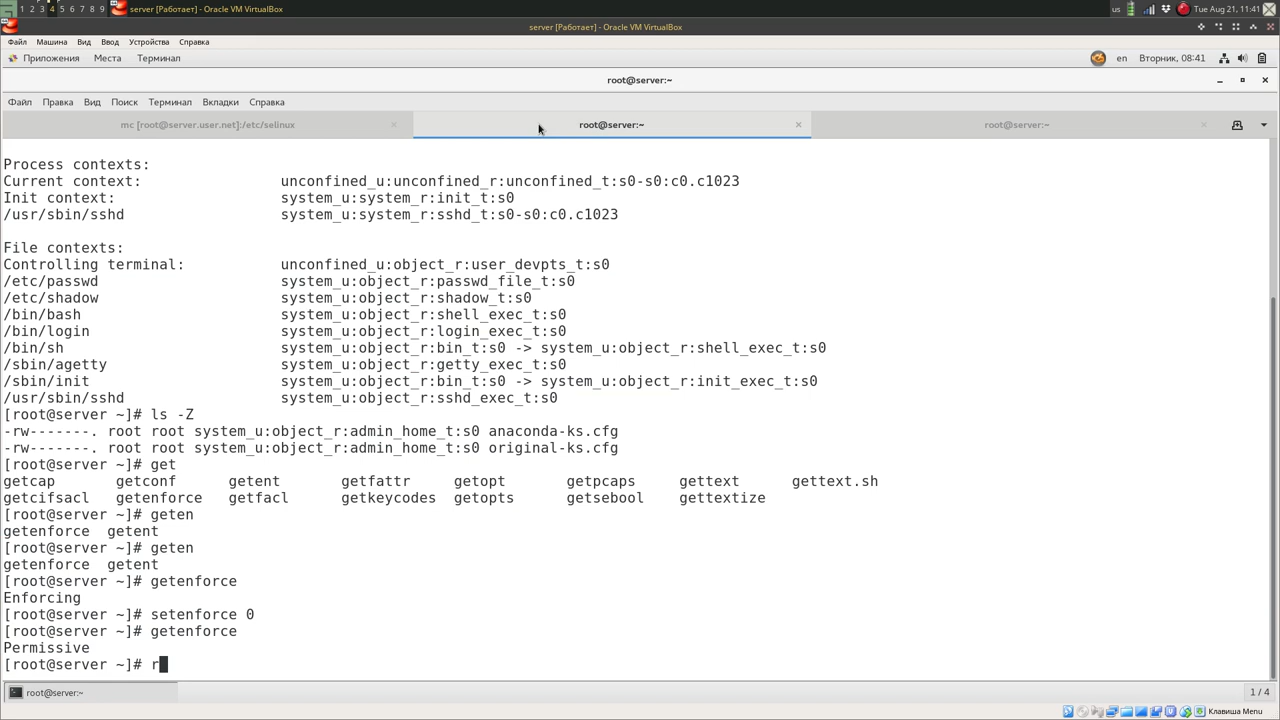 1 2 3 4 5 6 7 8 9 server [Работает] - Oracle VM VirtualBox us Tue Aug 21, 11:41
server [Работает] - Oracle VM VirtualBox
Файл Машина Вид Ввод Устройства Справка
Приложения Места Терминал en Вторник, 08:41
root@server:~
Файл Правка Вид Поиск Терминал Вкладки Справка
mc [root@server.user.net]:/etc/selinux × root@server:~ × root@server:~ ×
Process contexts:
Current context: unconfined_u:unconfined_r:unconfined_t:s0-s0:c0.c1023
Init context: system_u:system_r:init_t:s0
/usr/sbin/sshd system_u:system_r:sshd_t:s0-s0:c0.c1023
File contexts:
Controlling terminal: unconfined_u:object_r:user_devpts_t:s0
/etc/passwd system_u:object_r:passwd_file_t:s0
/etc/shadow system_u:object_r:shadow_t:s0
/bin/bash system_u:object_r:shell_exec_t:s0
/bin/login system_u:object_r:login_exec_t:s0
/bin/sh system_u:object_r:bin_t:s0 -> system_u:object_r:shell_exec_t:s0
/sbin/agetty system_u:object_r:getty_exec_t:s0
/sbin/init system_u:object_r:bin_t:s0 -> system_u:object_r:init_exec_t:s0
/usr/sbin/sshd system_u:object_r:sshd_exec_t:s0
[root@server ~]# ls -Z
-rw-------. root root system_u:object_r:admin_home_t:s0 anaconda-ks.cfg
-rw-------. root root system_u:object_r:admin_home_t:s0 original-ks.cfg
[root@server ~]# get
getcap getconf getent getfattr getopt getpcaps gettext gettext.sh
getcifsacl getenforce getfacl getkeycodes getopts getsebool gettextize
[root@server ~]# geten
getenforce getent
[root@server ~]# geten
getenforce getent
[root@server ~]# getenforce
Enforcing
[root@server ~]# setenforce 0
[root@server ~]# getenforce
Permissive
[root@server ~]# r
root@server:~ 1 / 4
Клавиша Menu